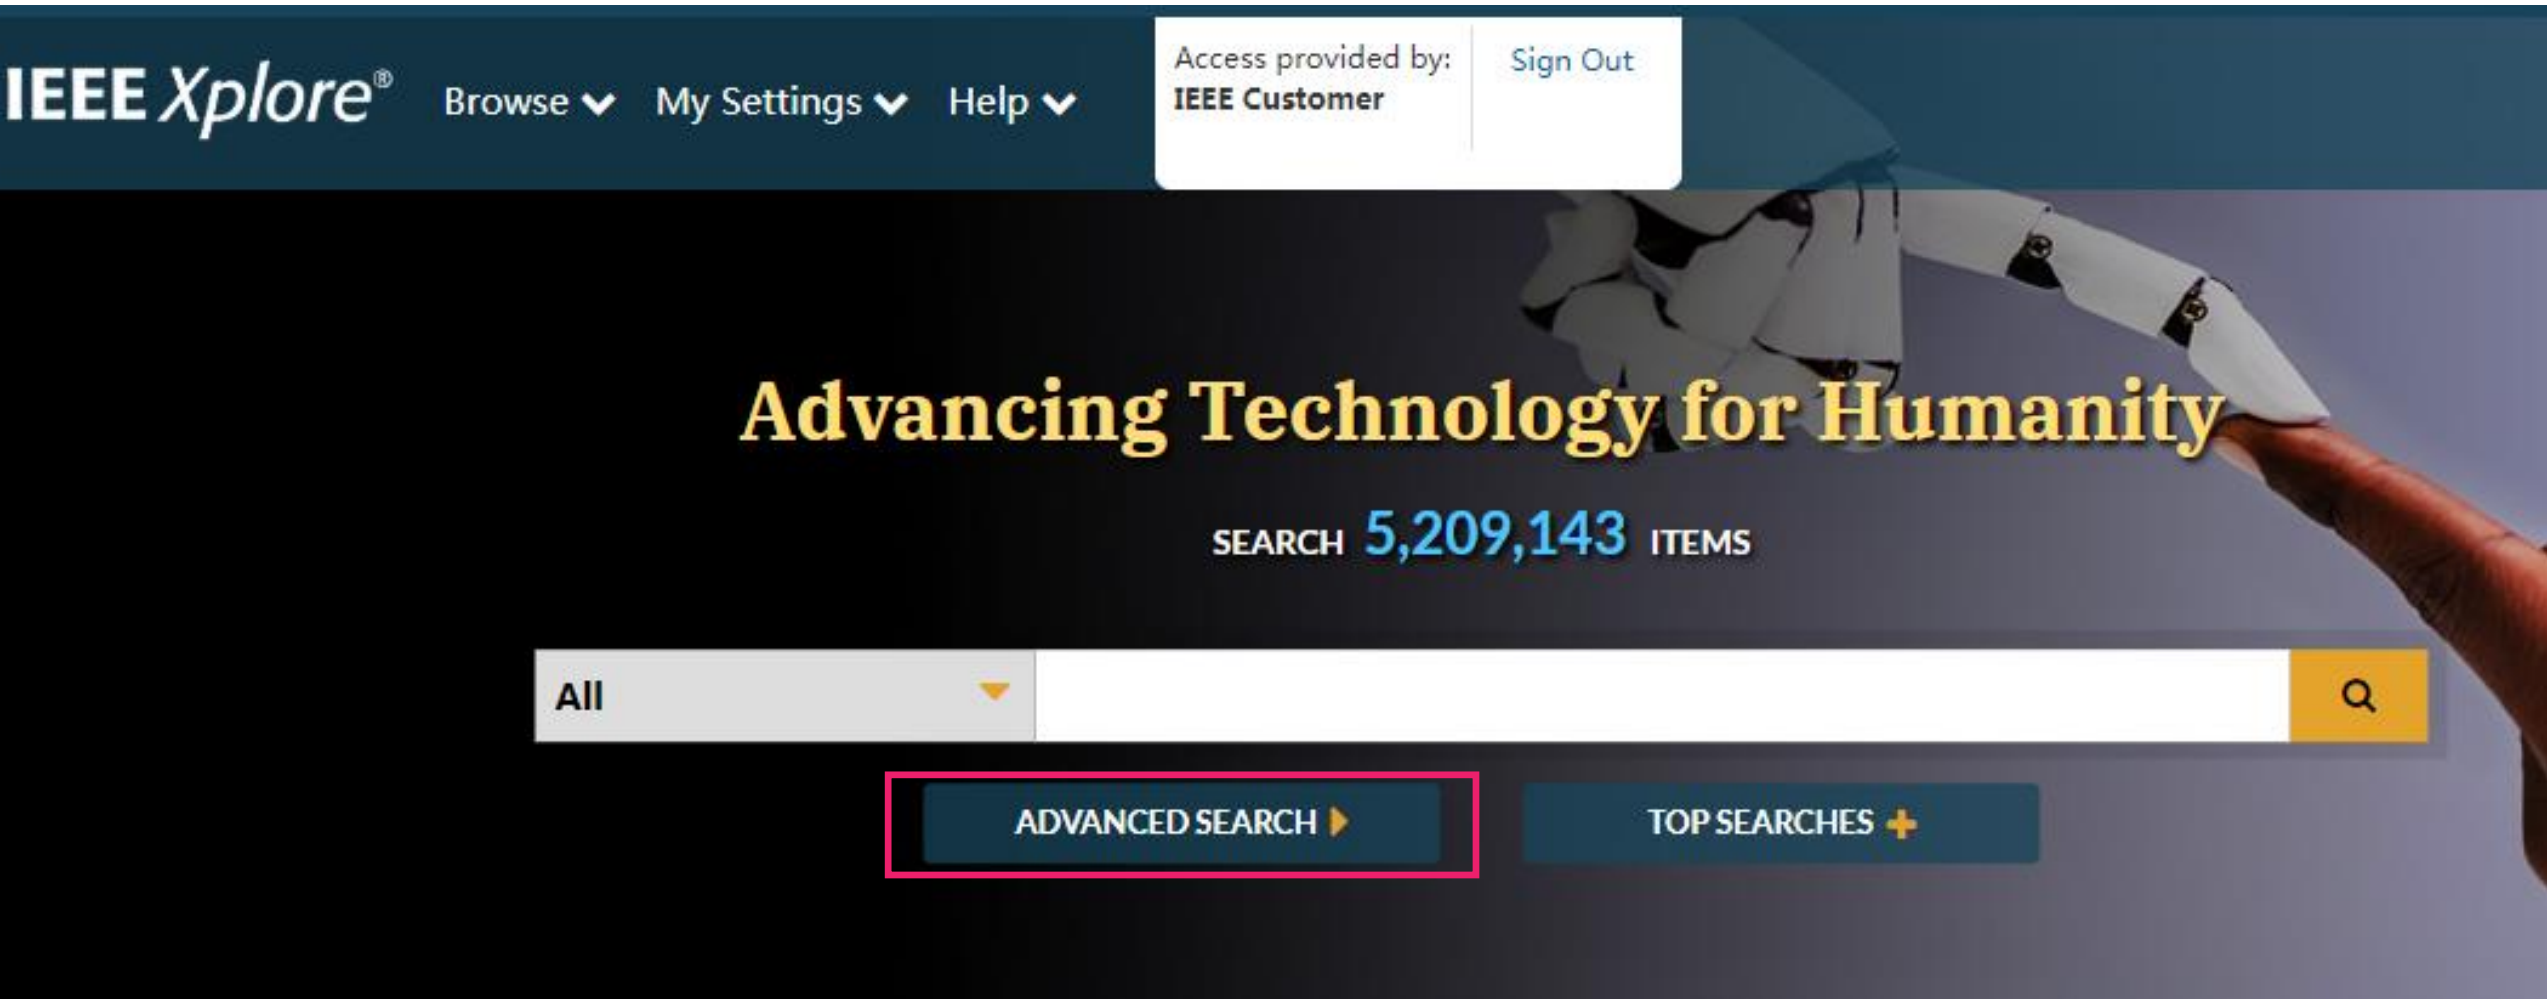 IEEE Xplore®
Browse
My Settings
Help
Access provided by:
IEEE Customer
Sign Out
Advancing Technology for Humanity
SEARCH 5,209,143 ITEMS
All
ADVANCED SEARCH
TOP SEARCHES